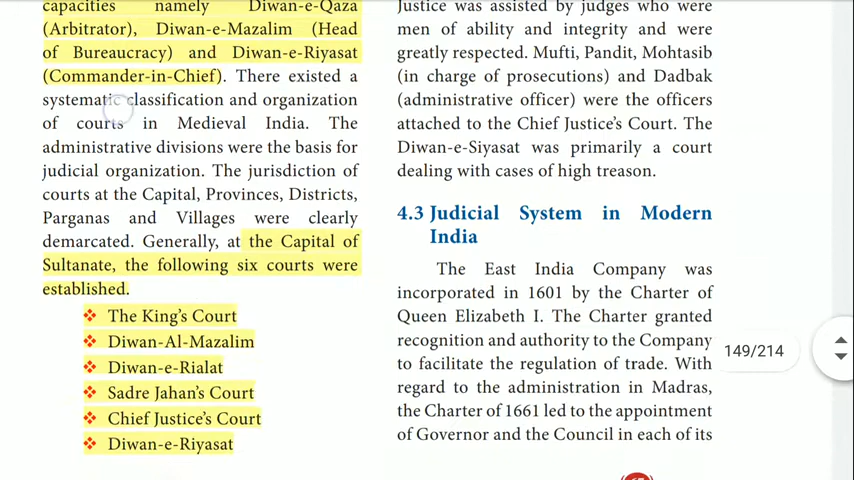 capacities namely Diwan-e-Qaza
(Arbitrator), Diwan-e-Mazalim (Head
of Bureaucracy) and Diwan-e-Riyasat
(Commander-in-Chief). There existed a
systematic classification and organization
of courts in Medieval India. The
administrative divisions were the basis for
judicial organization. The jurisdiction of
courts at the Capital, Provinces, Districts,
Parganas and Villages were clearly
demarcated. Generally, at the Capital of
Sultanate, the following six courts were
established.
❖ The King's Court
❖ Diwan-Al-Mazalim
❖ Diwan-e-Rialat
❖ Sadre Jahan's Court
❖ Chief Justice's Court
❖ Diwan-e-Riyasat
Justice was assisted by judges who were
men of ability and integrity and were
greatly respected. Mufti, Pandit, Mohtasib
(in charge of prosecutions) and Dadbak
(administrative officer) were the officers
attached to the Chief Justice's Court. The
Diwan-e-Siyasat was primarily a court
dealing with cases of high treason.
4.3 Judicial System in Modern
India
The East India Company was
incorporated in 1601 by the Charter of
Queen Elizabeth I. The Charter granted
recognition and authority to the Company
to facilitate the regulation of trade. With
regard to the administration in Madras,
the Charter of 1661 led to the appointment
of Governor and the Council in each of its
149/214